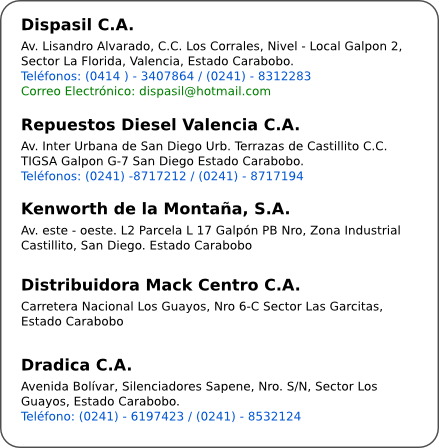 Dispasil C.A.
Av. Lisandro Alvarado, C.C. Los Corrales, Nivel - Local Galpon 2,
Sector La Florida, Valencia, Estado Carabobo.
Teléfonos: (0414 ) - 3407864 / (0241) - 8312283
Correo Electrónico: dispasil@hotmail.com
Repuestos Diesel Valencia C.A.
Av. Inter Urbana de San Diego Urb. Terrazas de Castillito C.C.
TIGSA Galpon G-7 San Diego Estado Carabobo.
Teléfonos: (0241) -8717212 / (0241) - 8717194
Kenworth de la Montaña, S.A.
Av. este - oeste. L2 Parcela L 17 Galpón PB Nro, Zona Industrial
Castillito, San Diego. Estado Carabobo
Distribuidora Mack Centro C.A.
Carretera Nacional Los Guayos, Nro 6-C Sector Las Garcitas,
Estado Carabobo
Dradica C.A.
Avenida Bolívar, Silenciadores Sapene, Nro. S/N, Sector Los
Guayos, Estado Carabobo.
Teléfono: (0241) - 6197423 / (0241) - 8532124